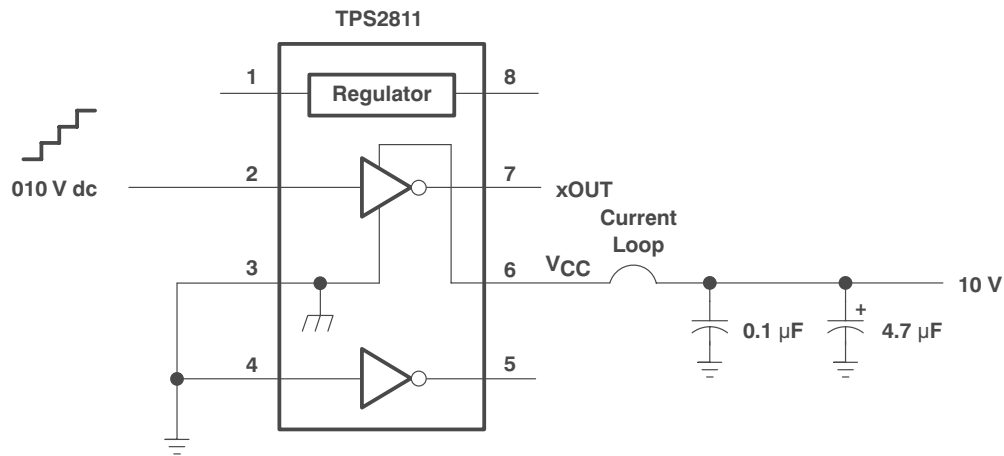 TPS2811
1
Regulator
8
010 V dc
2
7
xOUT
Current
Loop
3
6
VCC
10 V
0.1 µF
+
4.7 µF
4
5